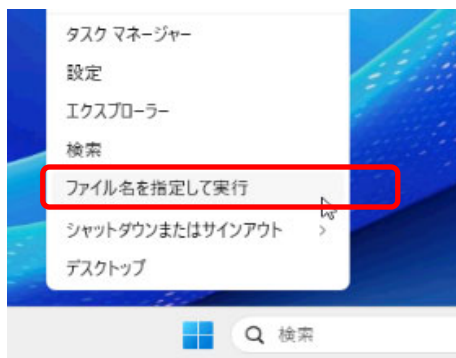 タスク マネージャー
設定
エクスプローラー
検索
ファイル名を指定して実行
シャットダウンまたはサインアウト
デスクトップ
検索